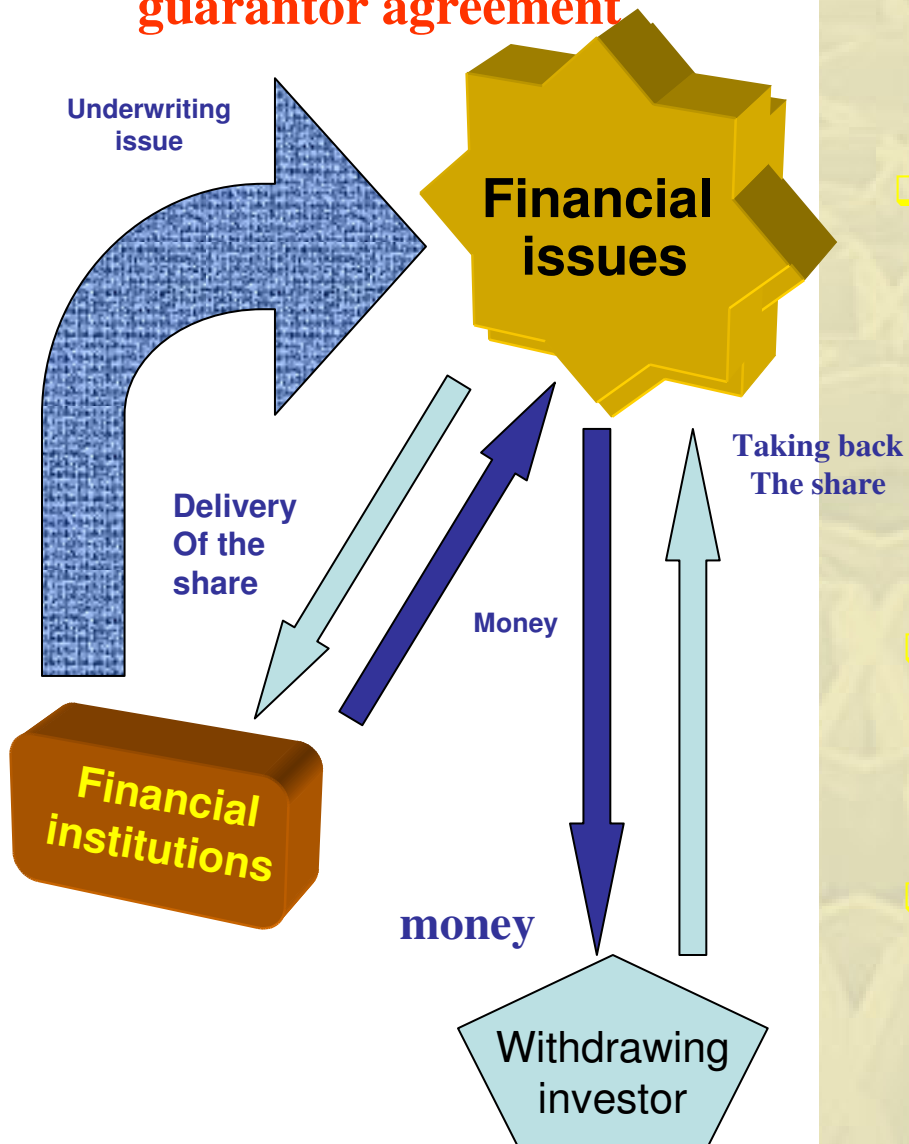 guarantor agreement
Underwriting
issue
Financial
issues
Taking back
The share
Delivery
Of the
share
Money
Financial
institutions
money
Withdrawing
investor